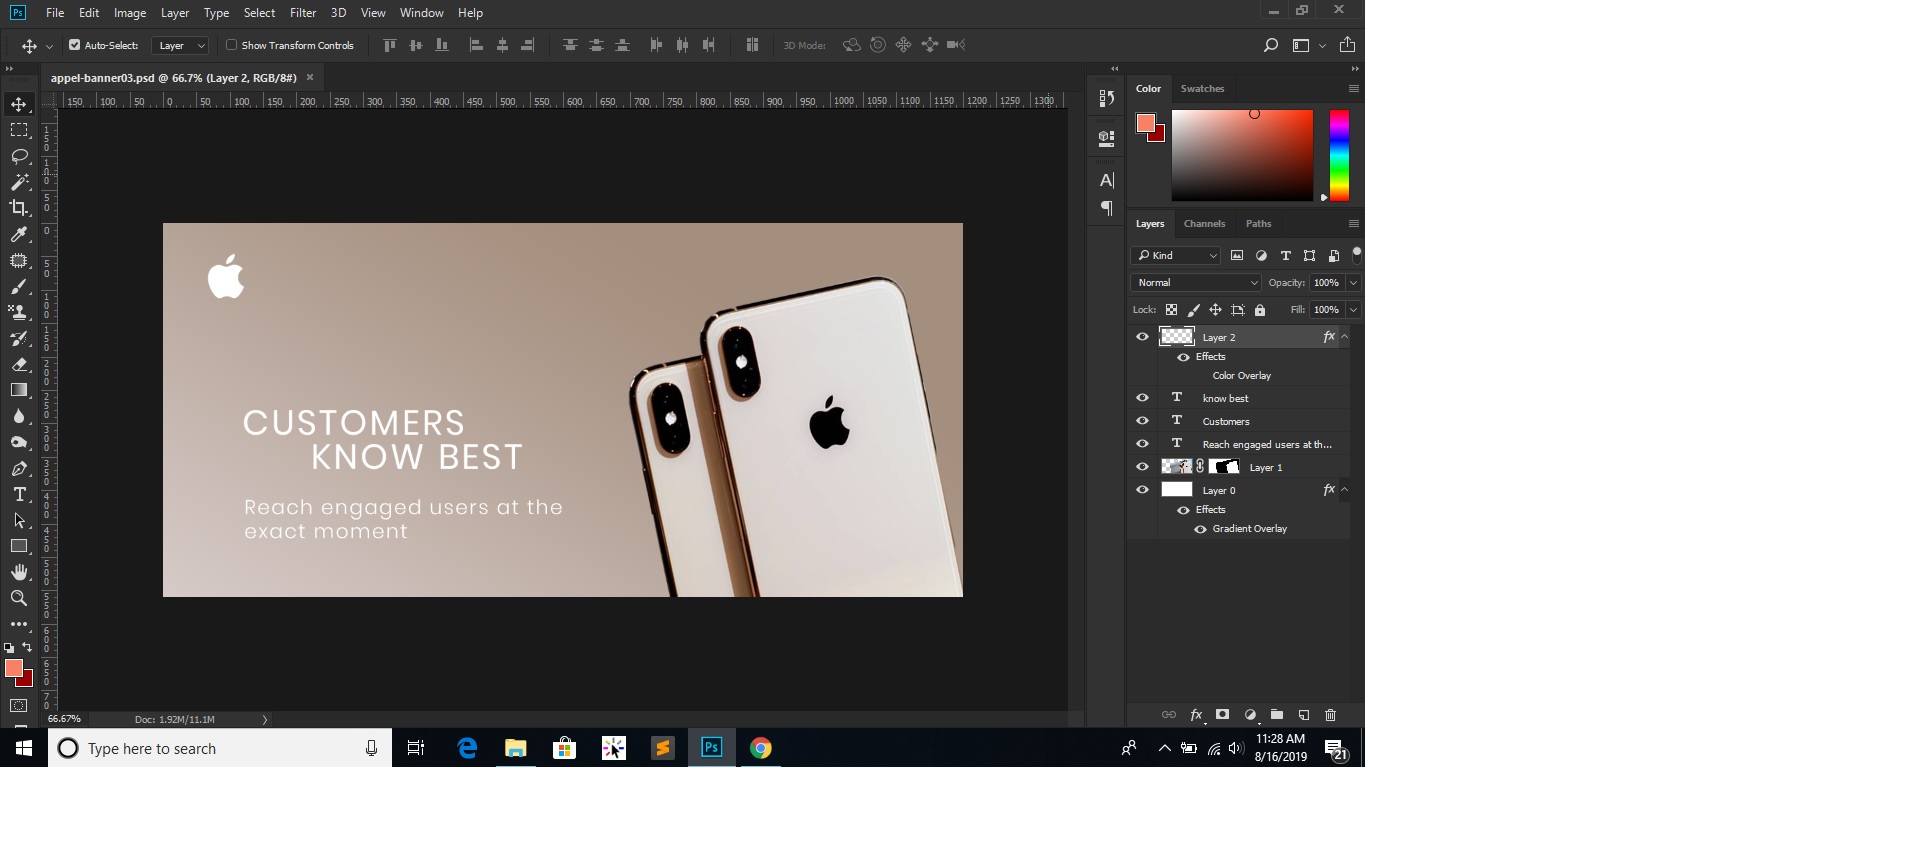 Ps File Edit Image Layer Type Select Filter 3D View Window Help
Auto-Select: Layer Show Transform Controls 3D Mode:
appel-banner03.psd @ 66.7% (Layer 2, RGB/8#) ×
150 100 50 0 50 100 150 200 250 300 350 400 450 500 550 600 650 700 750 800 850 900 950 1000 1050 1100 1150 1200 1250 1300
Color Swatches
CUSTOMERS
KNOW BEST
Reach engaged users at the
exact moment
Layers Channels Paths
Kind
Normal Opacity: 100%
Lock: Fill: 100%
Layer 2 fx
Effects
Color Overlay
T know best
T Customers
T Reach engaged users at th...
Layer 1
Layer 0 fx
Effects
Gradient Overlay
66.67% Doc: 1.92M/11.1M
Type here to search
Ps
11:28 AM
8/16/2019
21